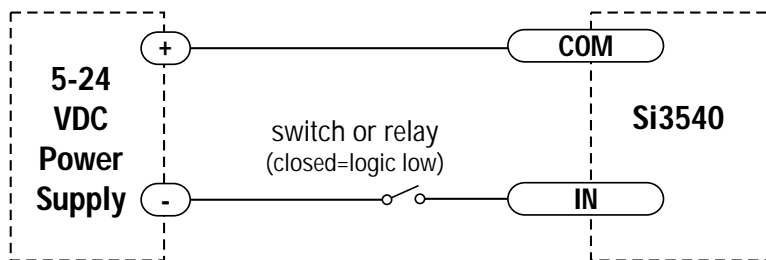 +
COM
5-24
VDC
Power
Supply
switch or relay
(closed=logic low)
Si3540
-
IN